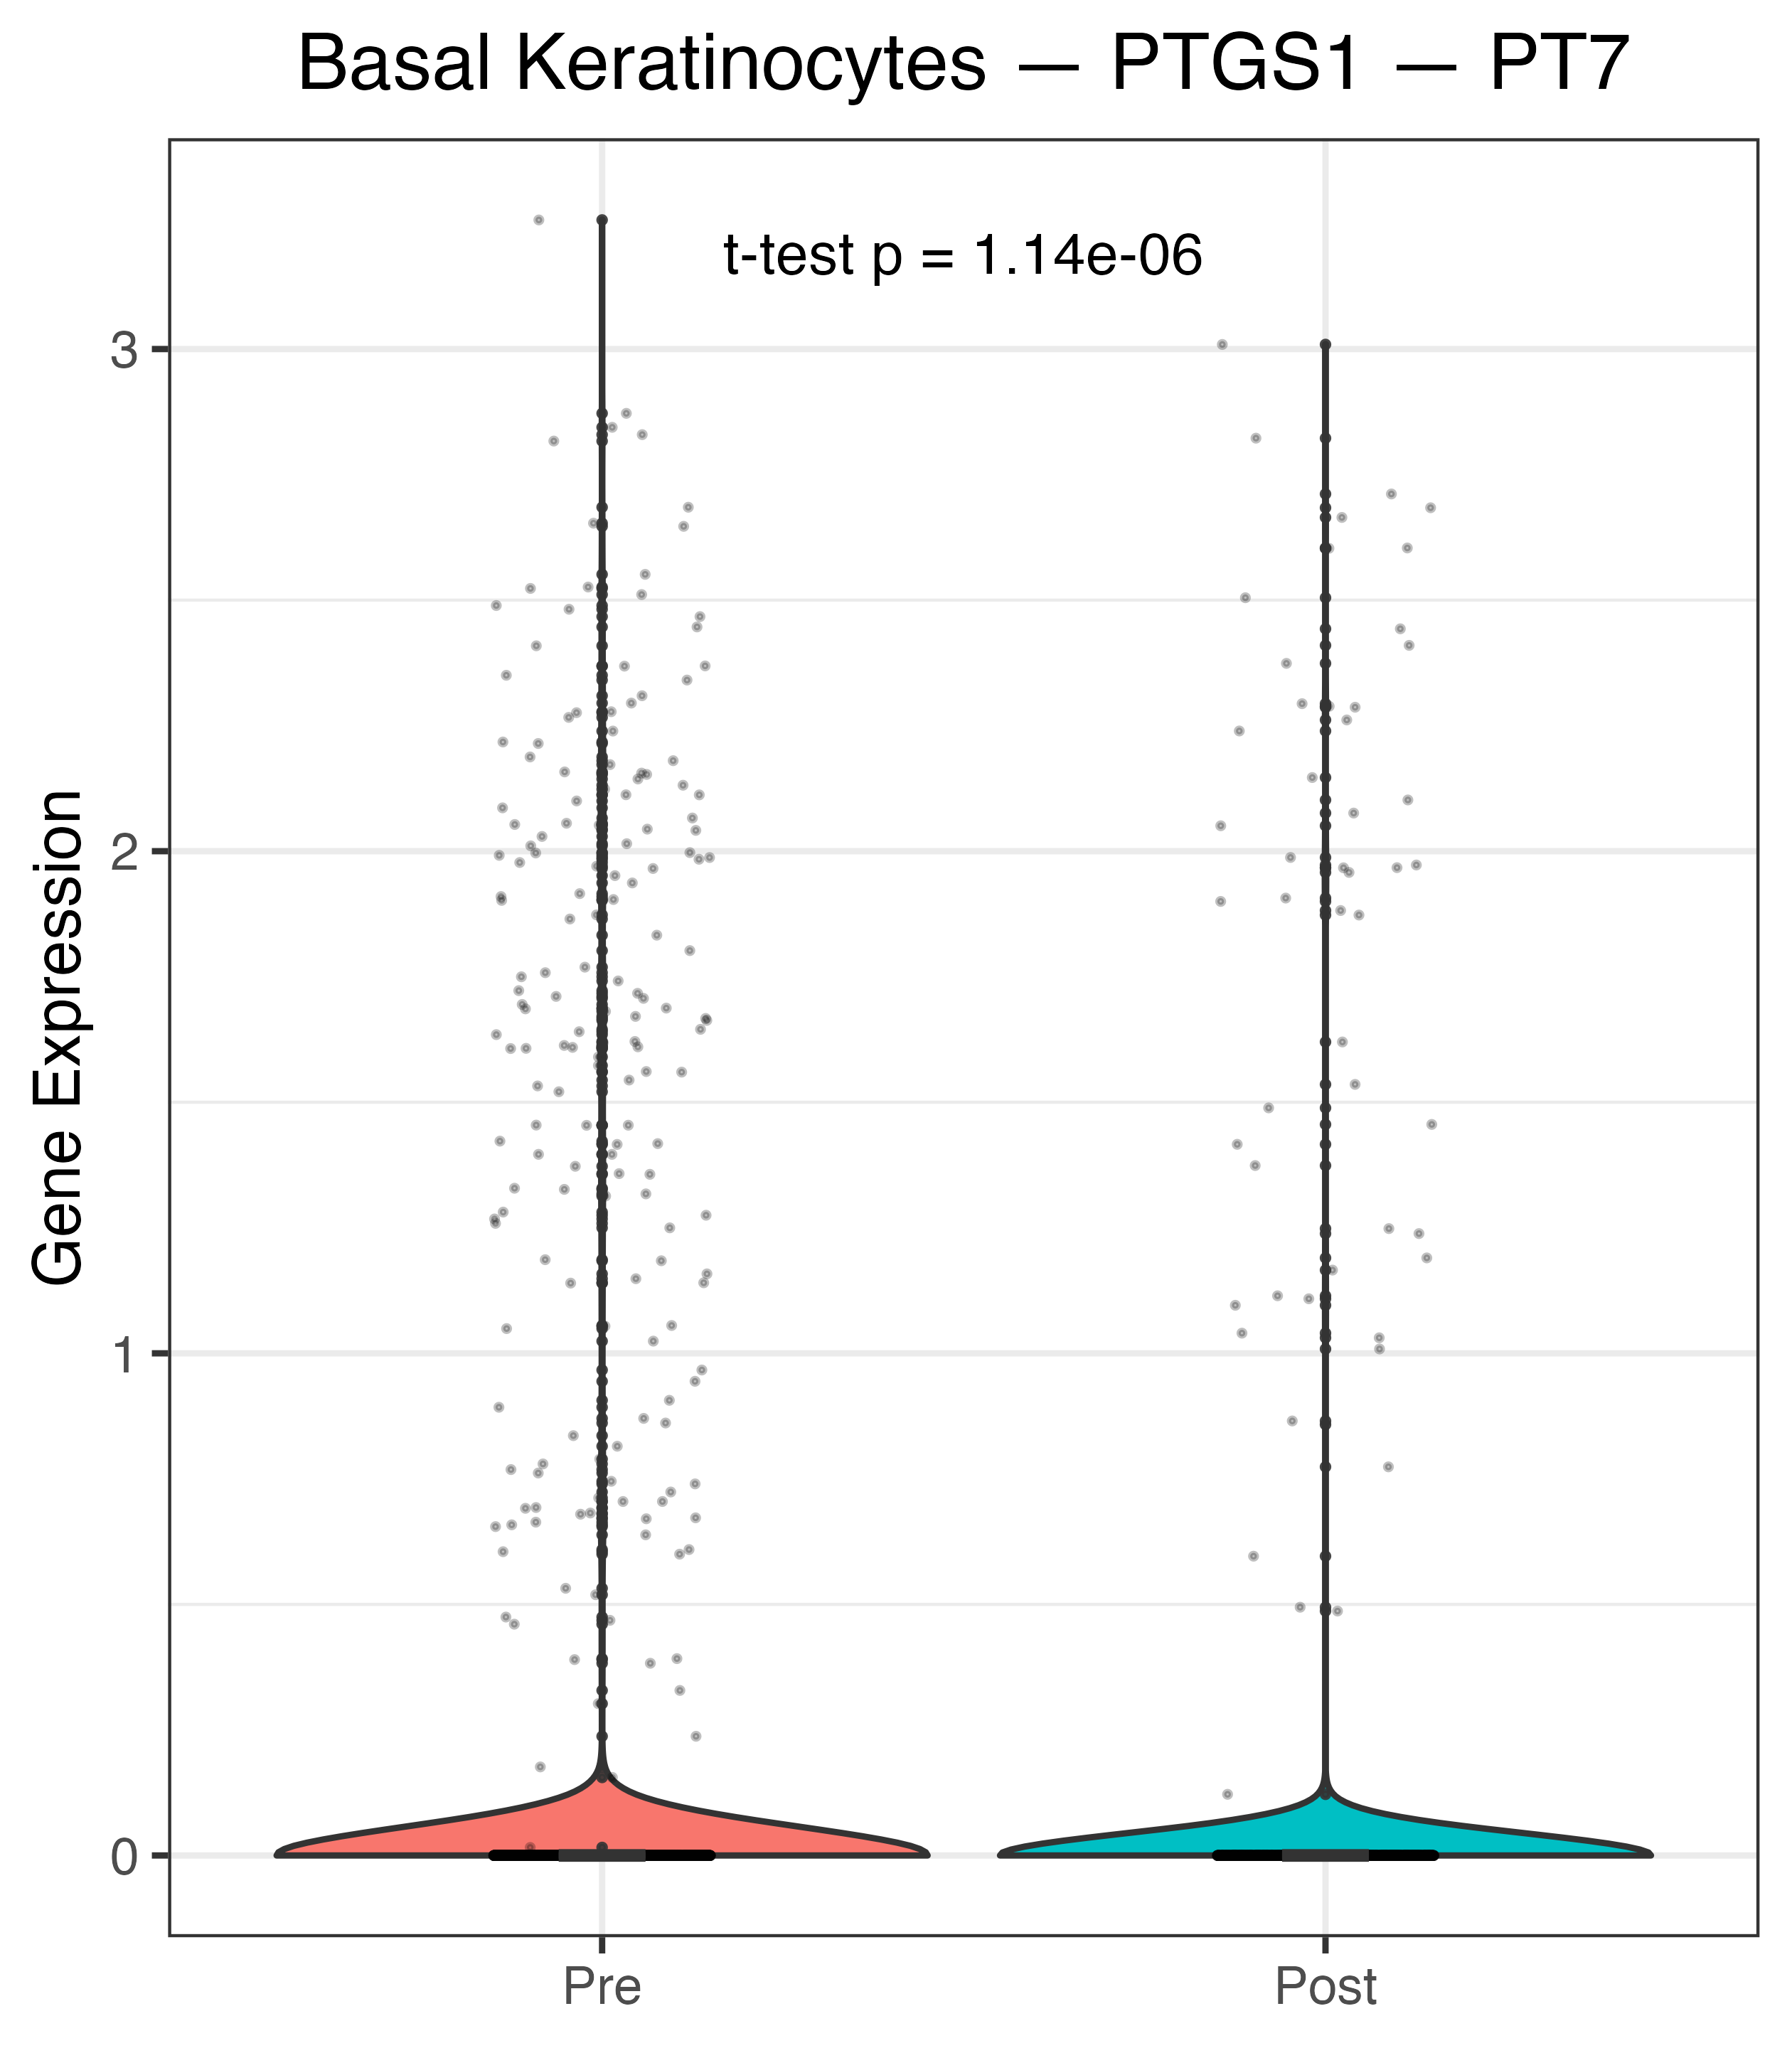 Basal Keratinocytes — PTGS1 — PT7
t-test p = 1.14e-06
3
2
1
0
Gene Expression
Pre
Post